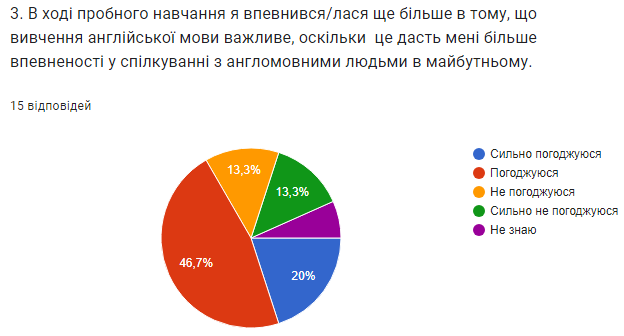 3. В ході пробного навчання я впевнився/лася ще більше в тому, що
вивчення англійської мови важливе, оскільки це дасть мені більше
впевненості у спілкуванні з англомовними людьми в майбутньому.
15 відповідей
13,3%
13,3%
46,7%
20%
Сильно погоджуюся
Погоджуюся
Не погоджуюся
Сильно не погоджуюся
Не знаю